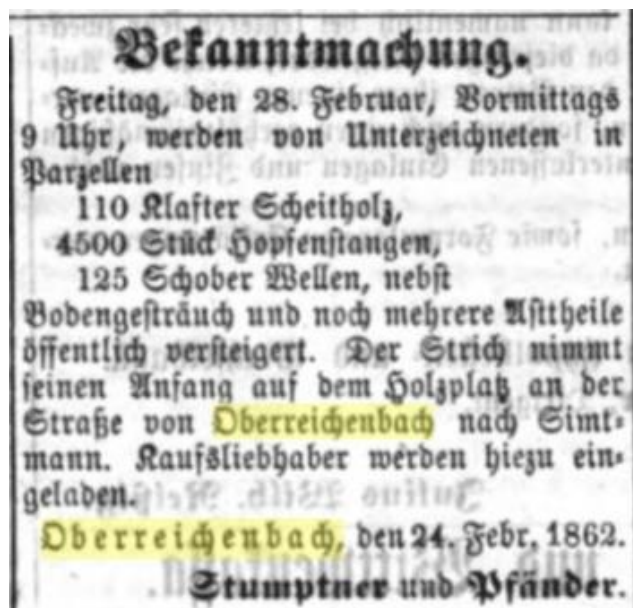 Bekanntmachung.
Freitag, den 28. Februar, Vormittags
9 Uhr, werden von Unterzeichneten in
Parzellen
110 Klafter Scheitholz,
4500 Stück Hopfenstangen,
125 Schober Wellen, nebst
Bodengesträuch und noch mehrere Asttheile
öffentlich versteigert. Der Strich nimmt
seinen Anfang auf dem Holzplatz an der
Straße von Oberreichenbach nach Simt-
mann. Kaufsliebhaber werden hiezu ein-
geladen.
Oberreichenbach, den 24. Febr. 1862.
Stumptner und Pfänder.